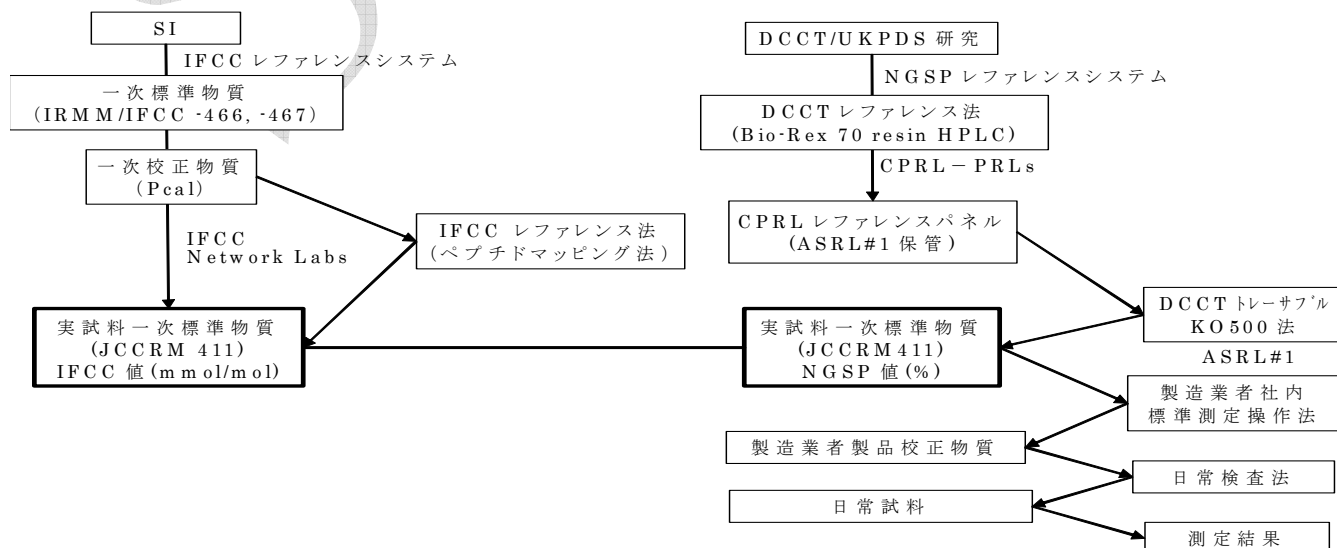 SI
IFCC レファレンスシステム
一次標準物質
(IRMM/IFCC -466, -467)
一次校正物質
(Pcal)
IFCC
Network Labs
IFCC レファレンス法
(ペプチドマッピング法)
実試料一次標準物質
(JCCRM 411)
IFCC 値(mmol/mol)
DCCT/UKPDS 研究
NGSP レファレンスシステム
DCCT レファレンス法
(Bio-Rex 70 resin HPLC)
CPRL－PRLs
CPRL レファレンスパネル
(ASRL#1 保管)
DCCT トレーサブル
KO500 法
ASRL#1
実試料一次標準物質
(JCCRM411)
NGSP 値(%)
製造業者社内
標準測定操作法
製造業者製品校正物質
日常検査法
日常試料
測定結果